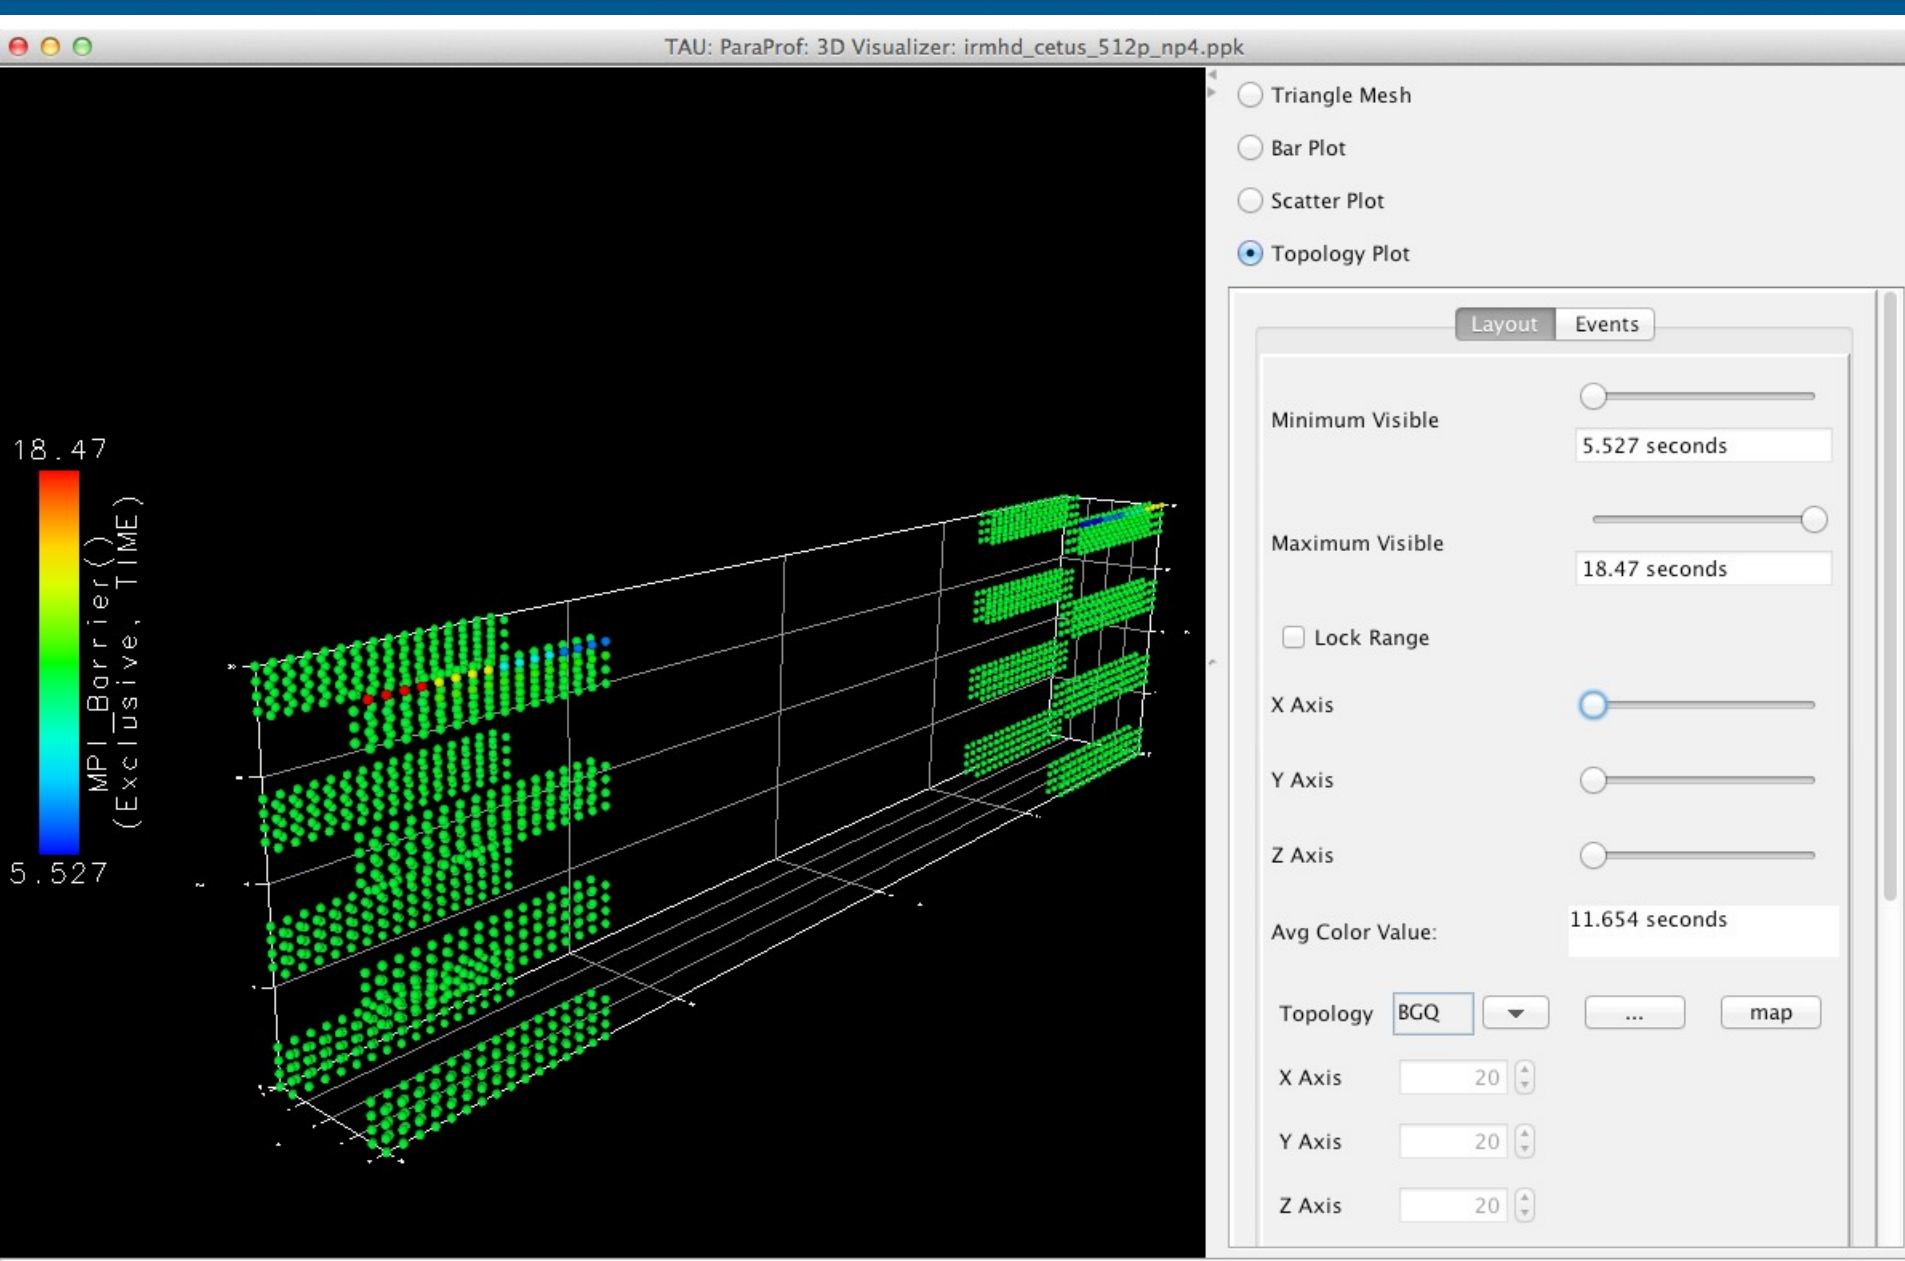 TAU: ParaProf: 3D Visualizer: irmhd_cetus_512p_np4.ppk
18.47
MPI_Barrier()
(Exclusive, TIME)
5.527
Triangle Mesh
Bar Plot
Scatter Plot
Topology Plot
Layout Events
Minimum Visible
5.527 seconds
Maximum Visible
18.47 seconds
Lock Range
X Axis
Y Axis
Z Axis
Avg Color Value: 11.654 seconds
Topology BGQ ... map
X Axis 20
Y Axis 20
Z Axis 20